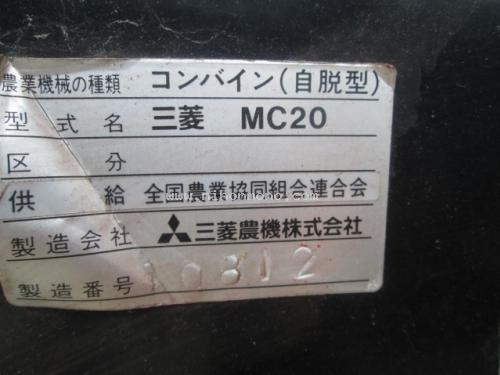 農業機械の種類 コンバイン(自脱型)
型式名 三菱 MC20
区分
供給 全国農業協同組合連合会
製造会社 三菱農機株式会社
製造番号 10812